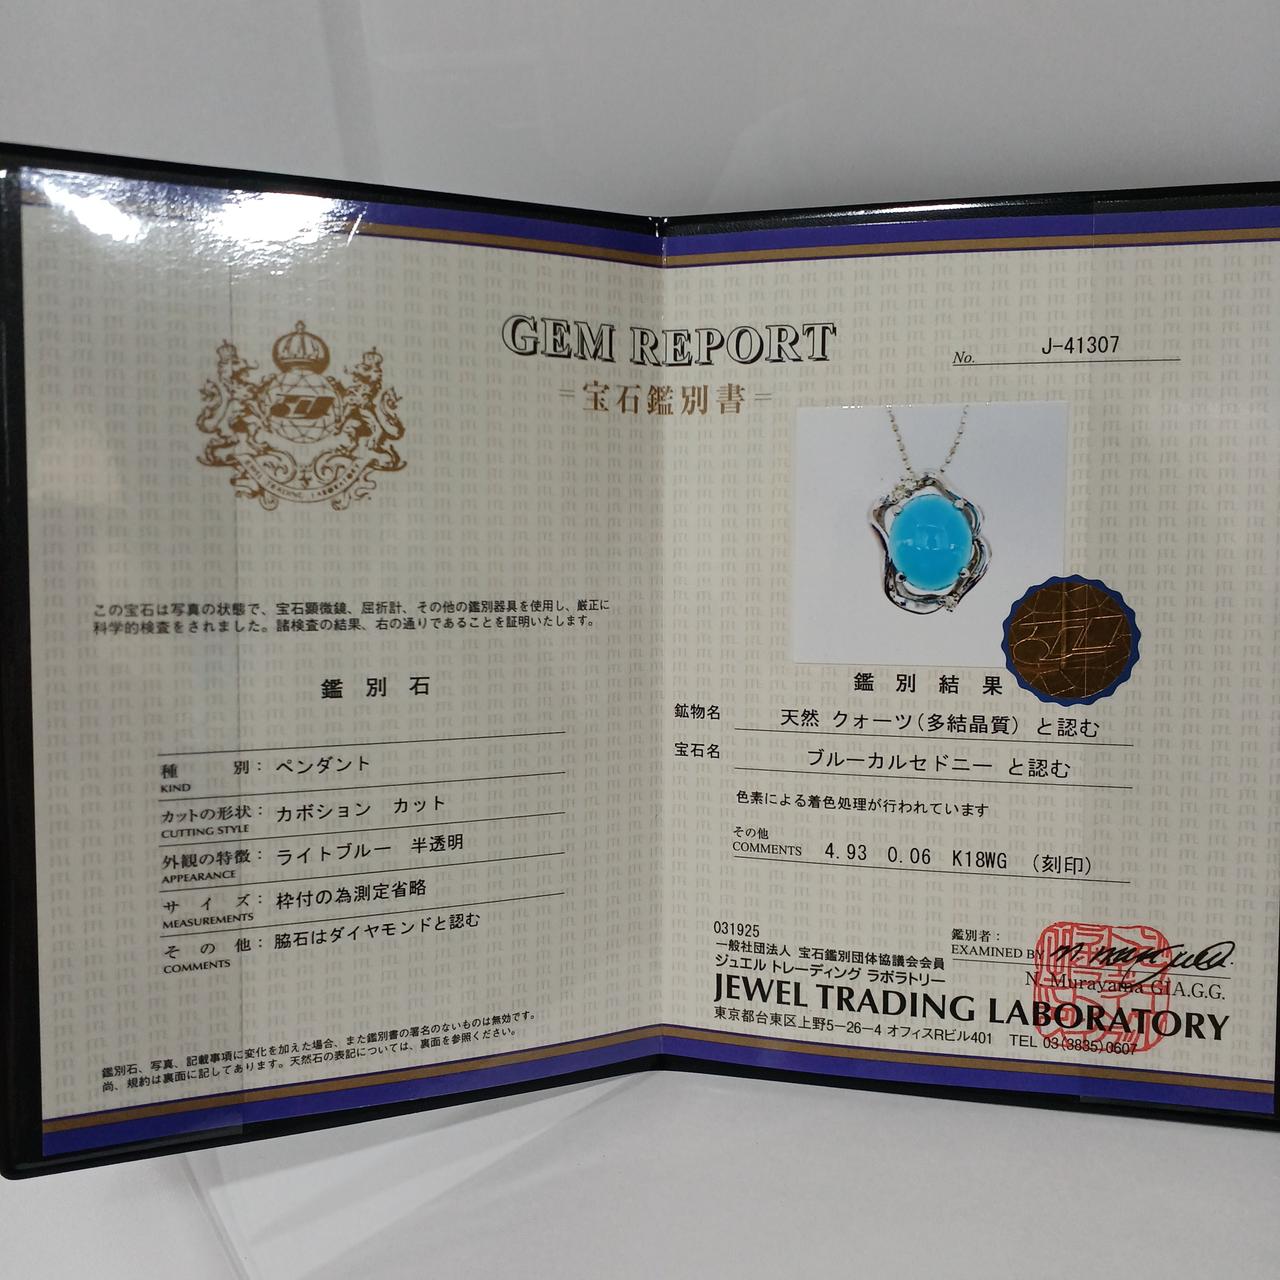 GEM REPORT
=宝石鑑別書=
No. J-41307
JEWEL TRADING LABORATORY
この宝石は写真の状態で、宝石顕微鏡、屈折計、その他の鑑別器具を使用し、厳正に
科学的検査をされました。諸検査の結果、右の通りであることを証明いたします。
鑑別石
種別: ペンダント
KIND
カットの形状: カボション カット
CUTTING STYLE
外観の特徴: ライトブルー 半透明
APPEARANCE
サイズ: 枠付の為測定省略
MEASUREMENTS
その他: 脇石はダイヤモンドと認む
COMMENTS
鑑別石、写真、記載事項に変化を加えた場合、また鑑別書の署名のないものは無効です。
尚、規約は裏面に記してあります。天然石の表記については、裏面を参照ください。
鑑別結果
鉱物名 天然 クォーツ(多結晶質) と認む
宝石名 ブルーカルセドニー と認む
色素による着色処理が行われています
その他
COMMENTS 4.93 0.06 K18WG (刻印)
031925
一般社団法人 宝石鑑別団体協議会会員
ジュエル トレーディング ラボラトリー
鑑別者:
EXAMINED BY
N. Murayama G.I.A.G.G.
JEWEL TRADING LABORATORY
東京都台東区上野5-26-4 オフィスRビル401 TEL 03(3835)0607